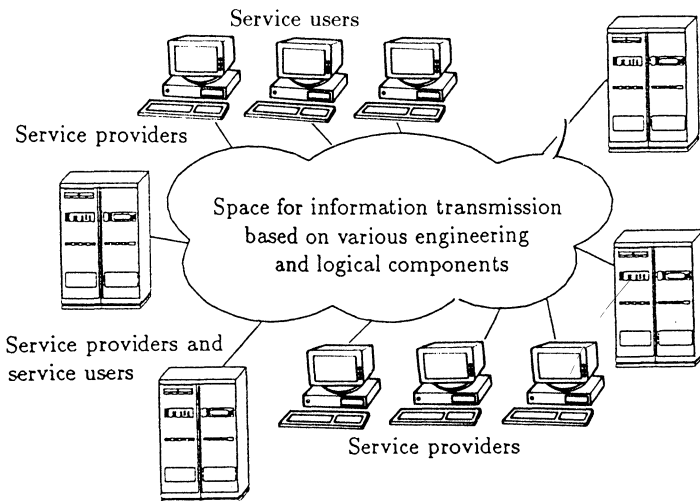 Service users
Service providers
Space for information transmission
based on various engineering
and logical components
Service providers and
service users
Service providers